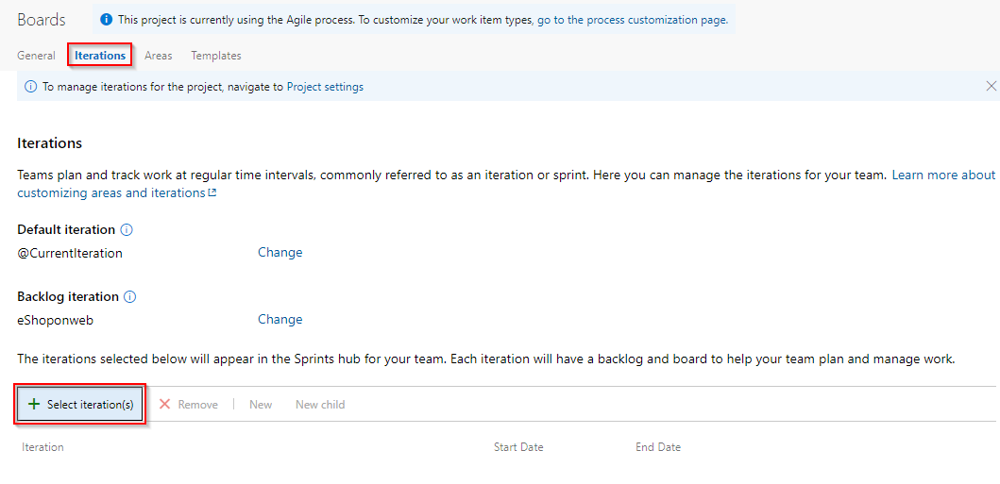 Boards
This project is currently using the Agile process. To customize your work item types, go to the process customization page.
General Iterations Areas Templates
To manage iterations for the project, navigate to Project settings
Iterations
Teams plan and track work at regular time intervals, commonly referred to as an iteration or sprint. Here you can manage the iterations for your team. Learn more about
customizing areas and iterations
Default iteration
@CurrentIteration Change
Backlog iteration
eShoponweb Change
The iterations selected below will appear in the Sprints hub for your team. Each iteration will have a backlog and board to help your team plan and manage work.
Select iteration(s) Remove New New child
Iteration Start Date End Date